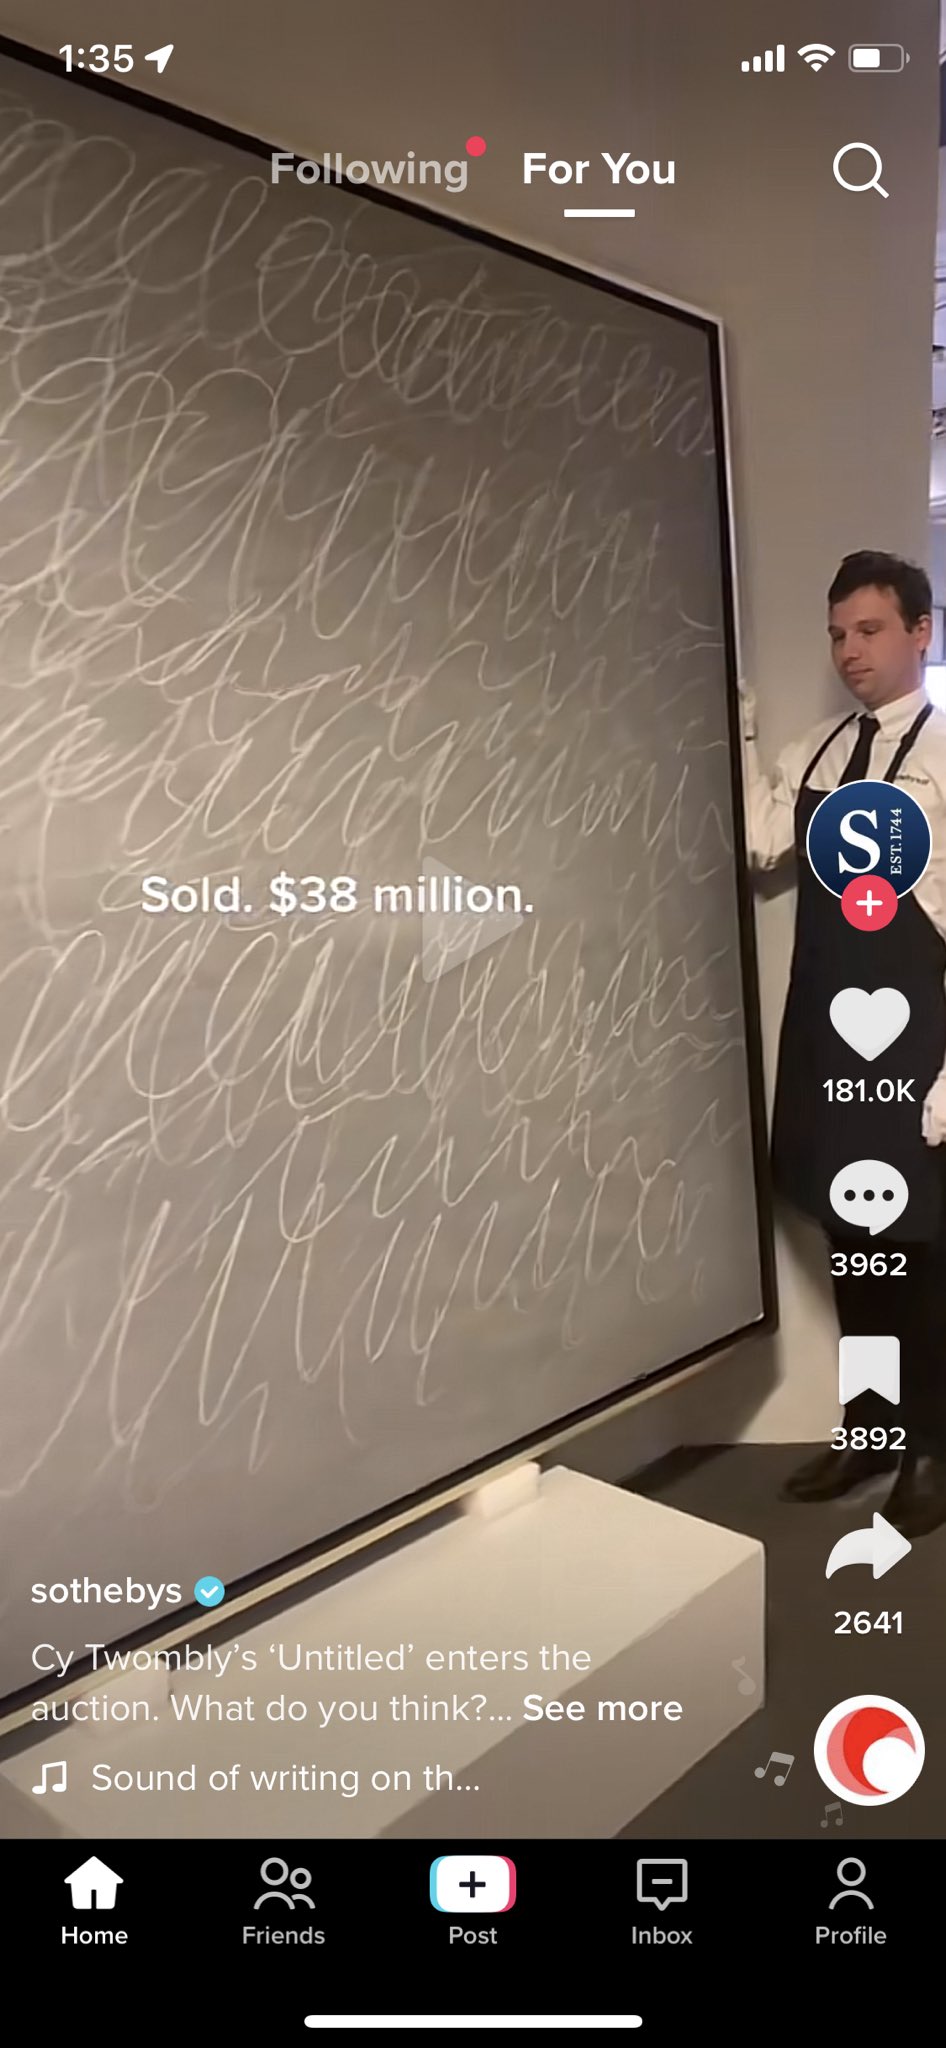 1:35
Following
For You
Sold. $38 million.
S
EST.1744
181.0K
3962
3892
2641
sothebys
Cy Twombly's ‘Untitled’ enters the
auction. What do you think?... See more
Sound of writing on th...
Home
Friends
Post
Inbox
Profile